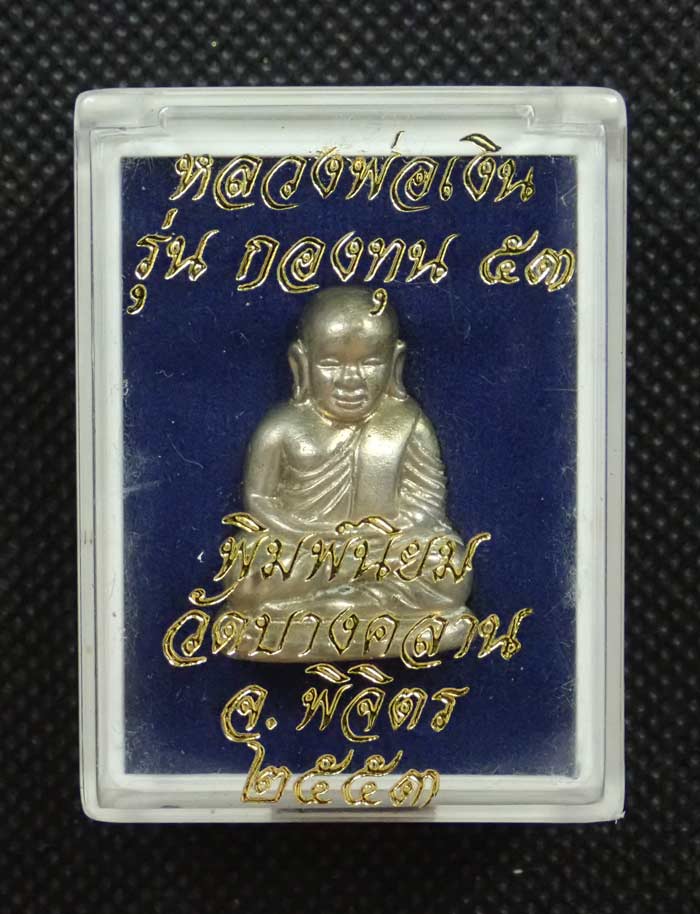 หลวงพ่อเงิน
รุ่น กองทุน ๕๓
พิมพ์นิยม
วัดบางคลาน
จ. พิจิตร
๒๕๕๓